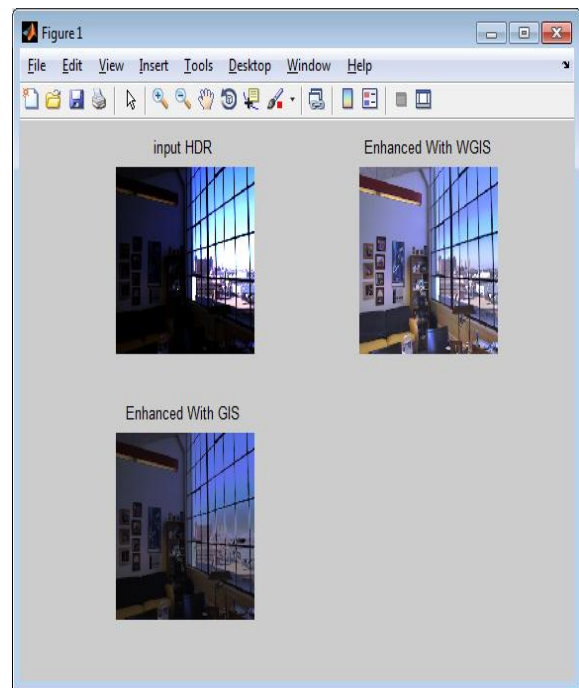 Figure 1
File Edit View Insert Tools Desktop Window Help
input HDR
Enhanced With WGIS
Enhanced With GIS